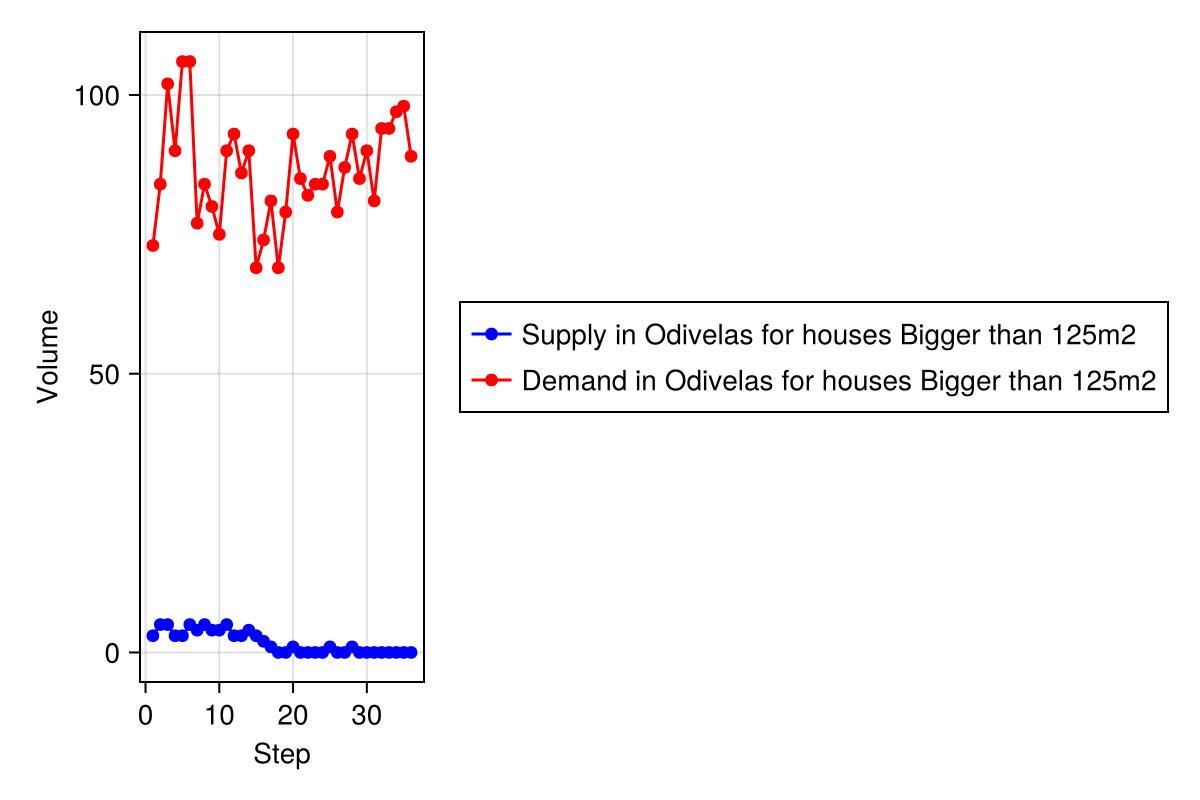 100
50
0
Volume
0 10 20 30
Step
Supply in Odivelas for houses Bigger than 125m2
Demand in Odivelas for houses Bigger than 125m2